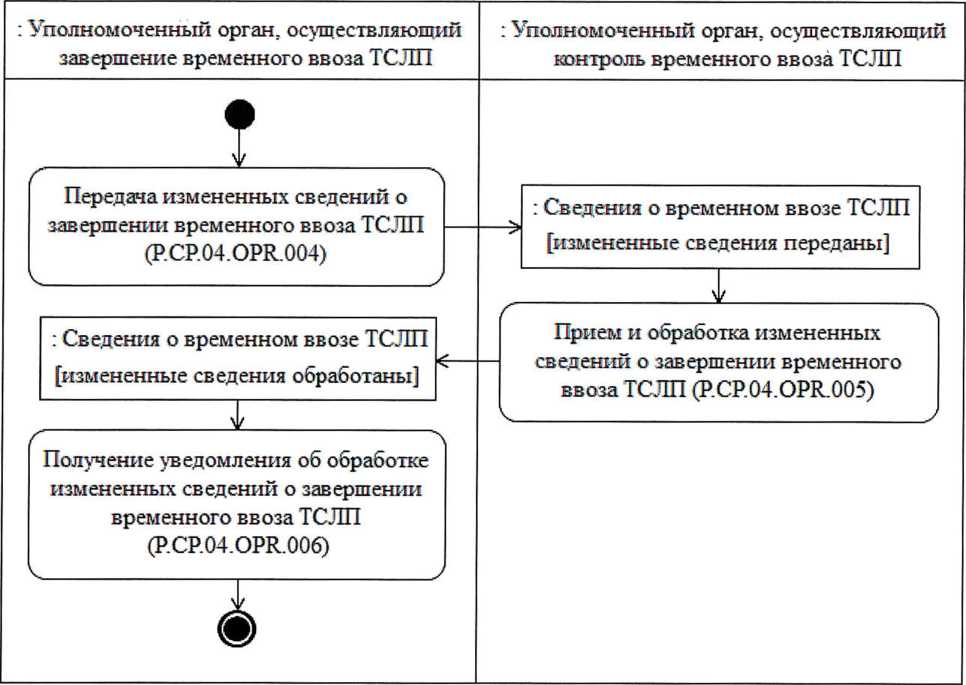 : Уполномоченный орган, осуществляющий
завершение временного ввоза ТСЛП
: Уполномоченный орган, осуществляющий
контроль временного ввоза ТСЛП
Передача измененных сведений о
завершении временного ввоза ТСЛП
(P.CP.04.OPR.004)
: Сведения о временном ввозе ТСЛП
[измененные сведения переданы]
Прием и обработка измененных
сведений о завершении временного
ввоза ТСЛП (P.CP.04.OPR.005)
: Сведения о временном ввозе ТСЛП
[измененные сведения обработаны]
Получение уведомления об обработке
измененных сведений о завершении
временного ввоза ТСЛП
(P.CP.04.OPR.006)